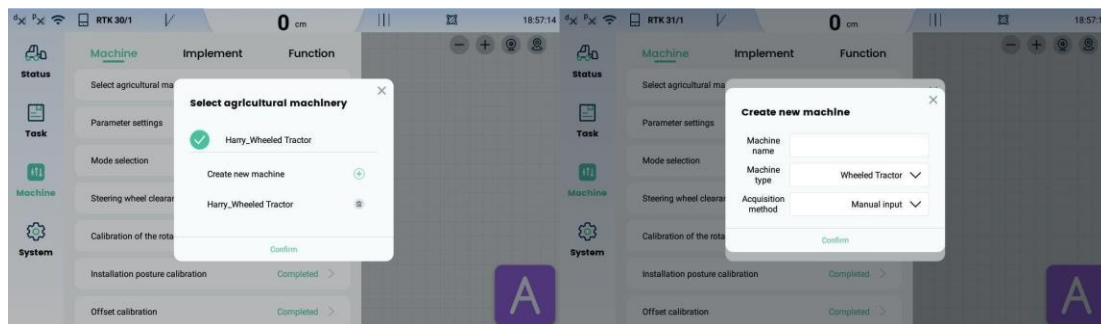 RTK 30/1
0 cm
18:57:14
Status
Task
Machine
System
Machine Implement Function
Select agricultural ma
Parameter settings
Mode selection
Steering wheel clearar
Calibration of the rota
Installation posture calibration Completed
Offset calibration Completed
Select agricultural machinery
Harry_Wheeled Tractor
Create new machine
Harry_Wheeled Tractor
Confirm
A
RTK 31/1
0 cm
18:57:1
Status
Task
Machine
System
Machine Implement Function
Select agricultural ma
Parameter settings
Mode selection
Steering wheel clearar
Calibration of the rota
Installation posture calibration Completed
Offset calibration Completed
Create new machine
Machine
name
Machine
type
Wheeled Tractor
Acquisition
method
Manual input
Confirm
A